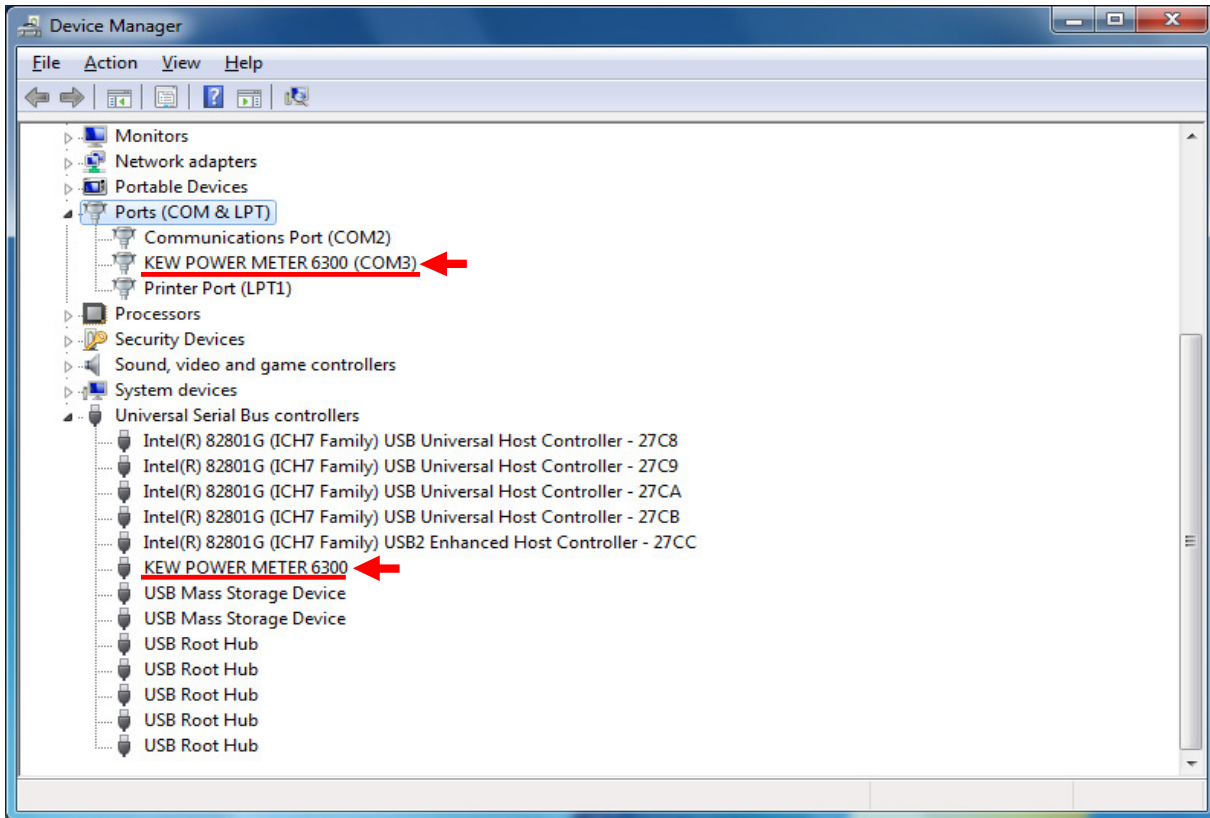 Device Manager
File Action View Help
Monitors
Network adapters
Portable Devices
Ports (COM & LPT)
Communications Port (COM2)
KEW POWER METER 6300 (COM3)
Printer Port (LPT1)
Processors
Security Devices
Sound, video and game controllers
System devices
Universal Serial Bus controllers
Intel(R) 82801G (ICH7 Family) USB Universal Host Controller - 27C8
Intel(R) 82801G (ICH7 Family) USB Universal Host Controller - 27C9
Intel(R) 82801G (ICH7 Family) USB Universal Host Controller - 27CA
Intel(R) 82801G (ICH7 Family) USB Universal Host Controller - 27CB
Intel(R) 82801G (ICH7 Family) USB2 Enhanced Host Controller - 27CC
KEW POWER METER 6300
USB Mass Storage Device
USB Mass Storage Device
USB Root Hub
USB Root Hub
USB Root Hub
USB Root Hub
USB Root Hub